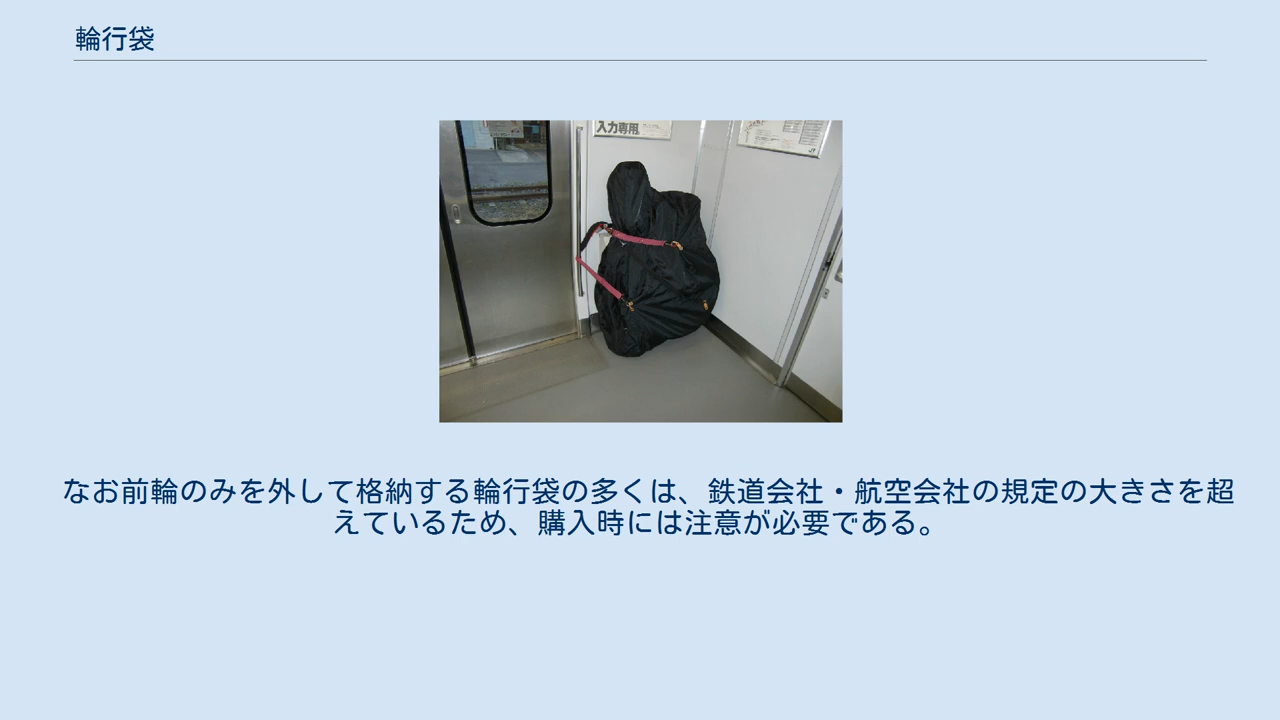 輪行袋
入力専用
なお前輪のみを外して格納する輪行袋の多くは、鉄道会社・航空会社の規定の大きさを超
えているため、購入時には注意が必要である。